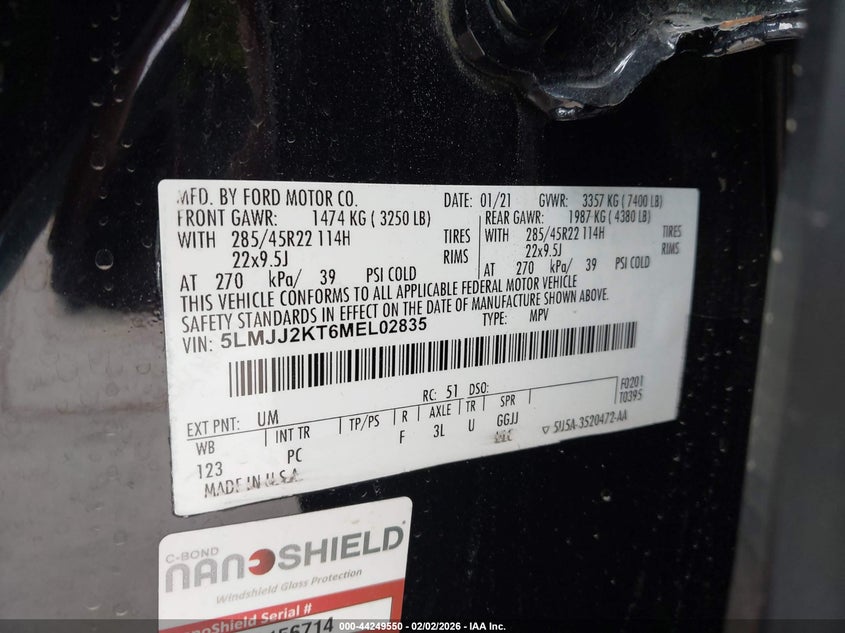 MFD. BY FORD MOTOR CO. DATE: 01/21 GVWR: 3357 KG ( 7400 LB)
FRONT GAWR: 1474 KG ( 3250 LB) REAR GAWR: 1987 KG ( 4380 LB)
WITH 285/45R22 114H TIRES WITH 285/45R22 114H TIRES
22x9.5J RIMS 22x9.5J RIMS
AT 270 kPa/ 39 PSI COLD AT 270 kPa/ 39 PSI COLD
THIS VEHICLE CONFORMS TO ALL APPLICABLE FEDERAL MOTOR VEHICLE
SAFETY STANDARDS IN EFFECT ON THE DATE OF MANUFACTURE SHOWN ABOVE.
VIN: 5LMJJ2KT6MEL02835 TYPE: MPV
RC: 51 DSO: F0201
T0395
EXT PNT: UM
WB INT TR TP/PS R AXLE TR SPR
123 PC F 3L U GGJJ
▽ 5U5A-3520472-AA
MADE IN U.S.A.
C-BOND
NANOSHIELD
Windshield Glass Protection
noShield Serial #
56714
000-44249550 - 02/02/2026 - IAA Inc.